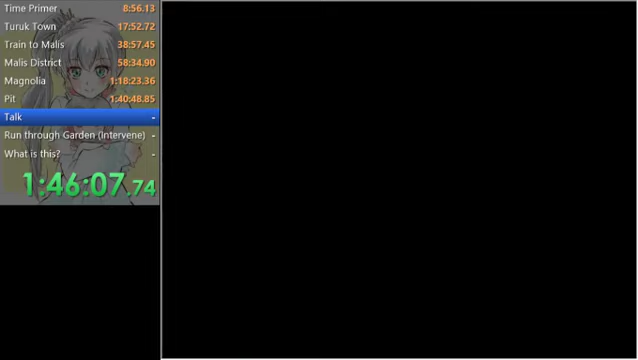 Time Primer 8:56.13
Turuk Town 17:52.72
Train to Malis 38:57.45
Malis District 58:34.90
Magnolia 1:18:23.36
Pit 1:40:48.85
Talk -
Run through Garden (Intervene) -
What is this? -
1:46:07.74